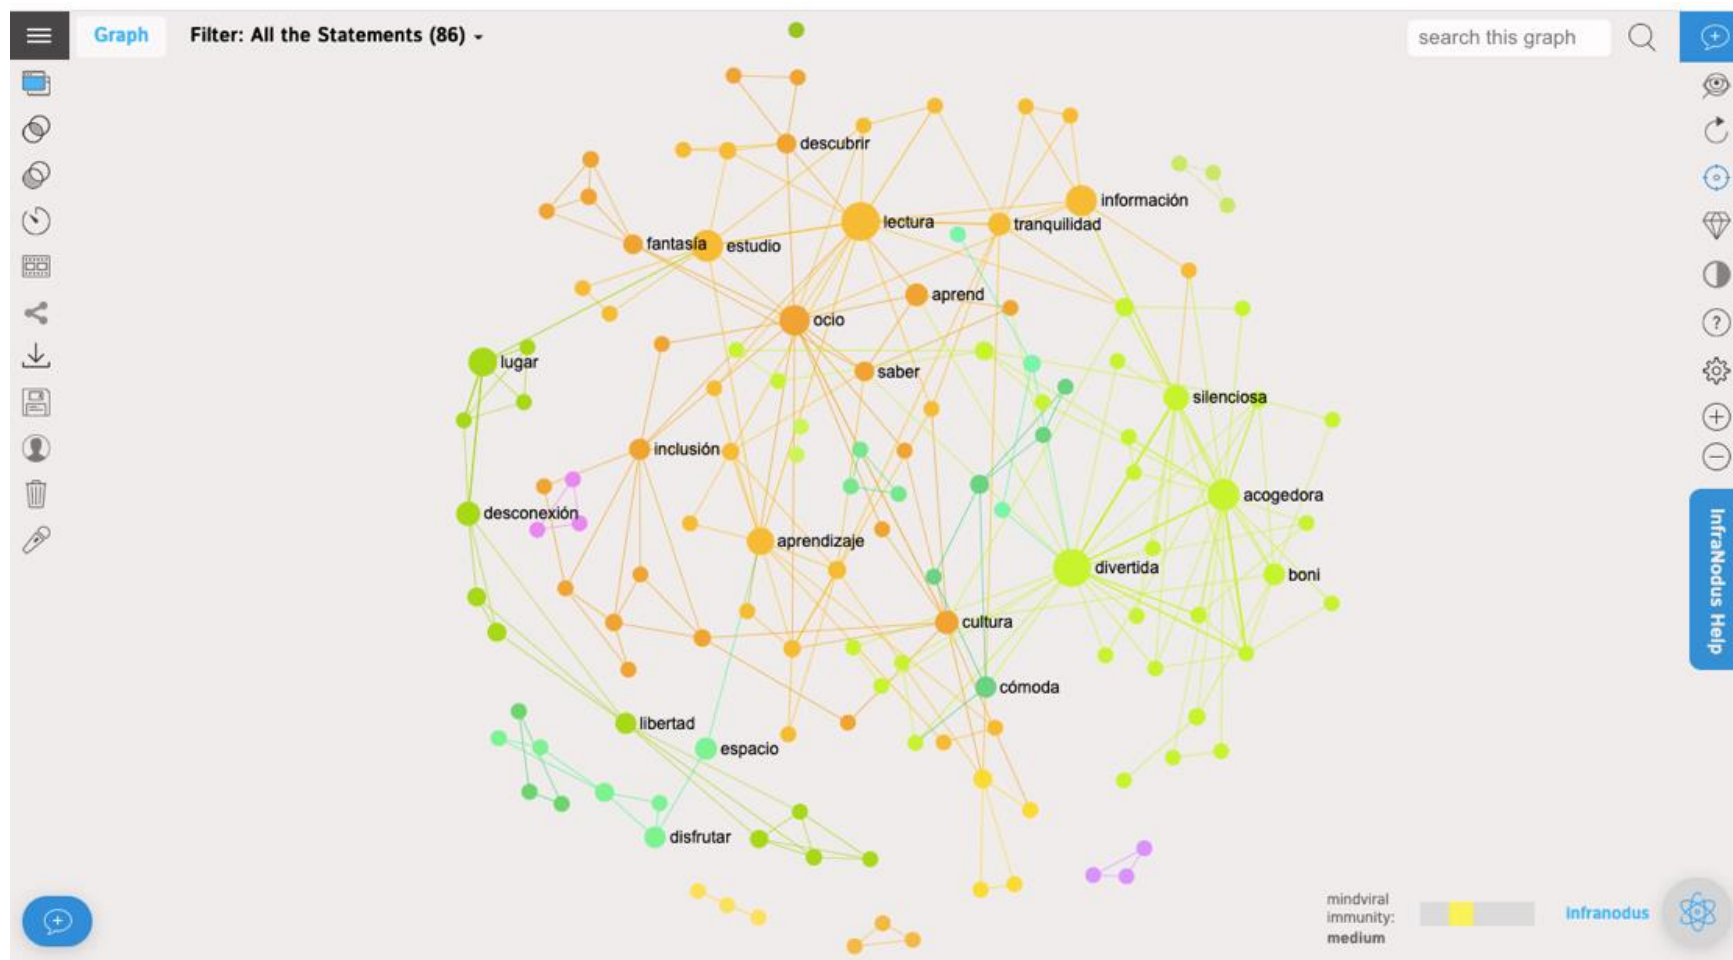 Graph
Filter: All the Statements (86)
search this graph
descubrir
información
lectura
tranquilidad
fantasía
estudio
aprend
ocio
lugar
saber
silenciosa
inclusión
acogedora
desconexión
aprendizaje
divertida
boni
cultura
cómoda
libertad
espacio
disfrutar
InfraNodus Help
mindviral
immunity:
medium
Infranodus